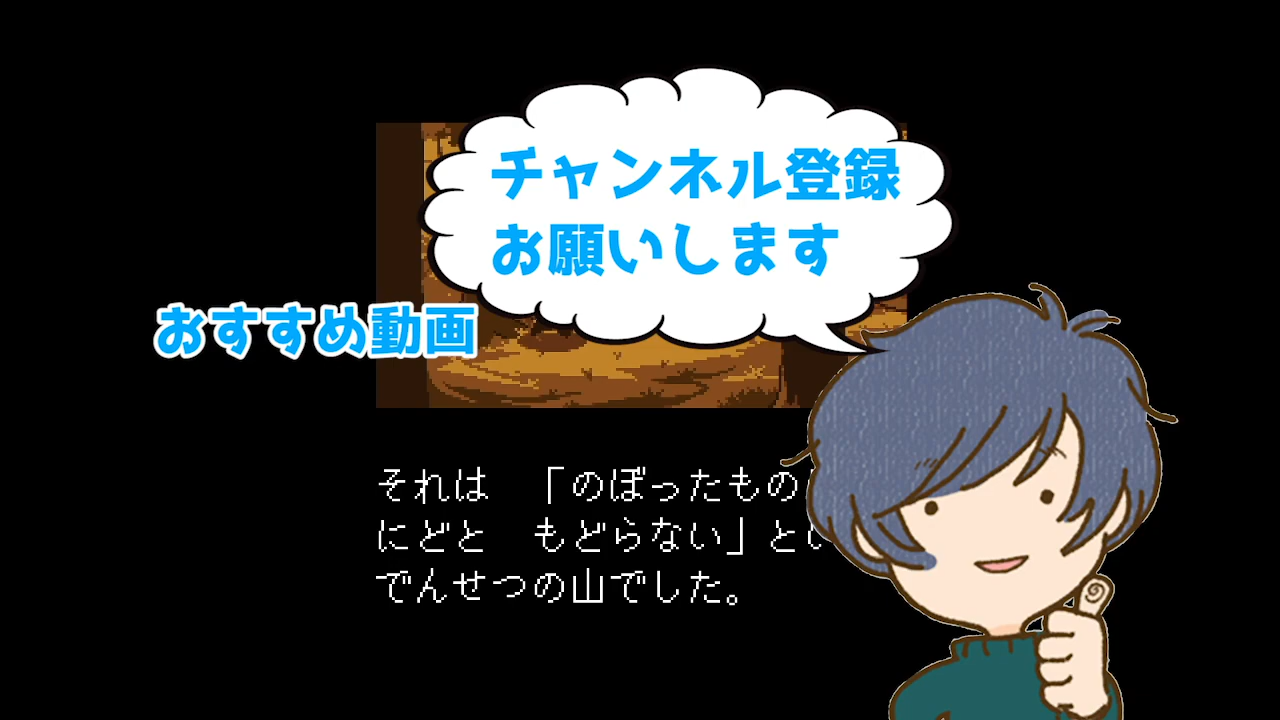 チャンネル登録
お願いします
おすすめ動画
それは 「のぼったもの
にどと もどらない」とい
でんせつの山でした。